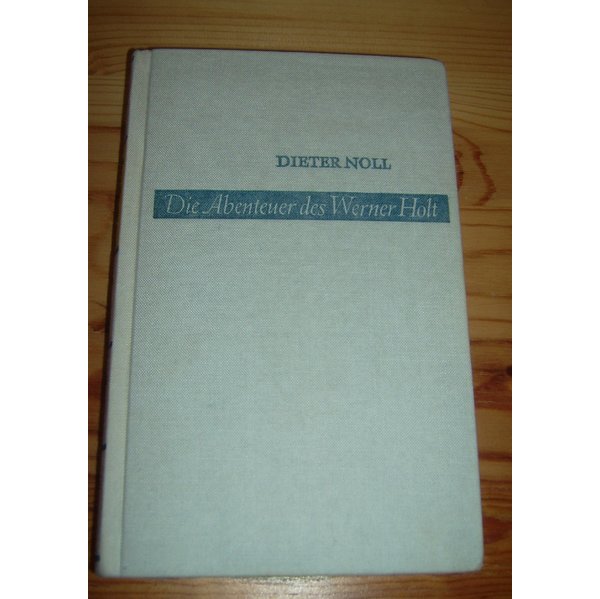 DIETER NOLL
Die Abenteuer des Werner Holt